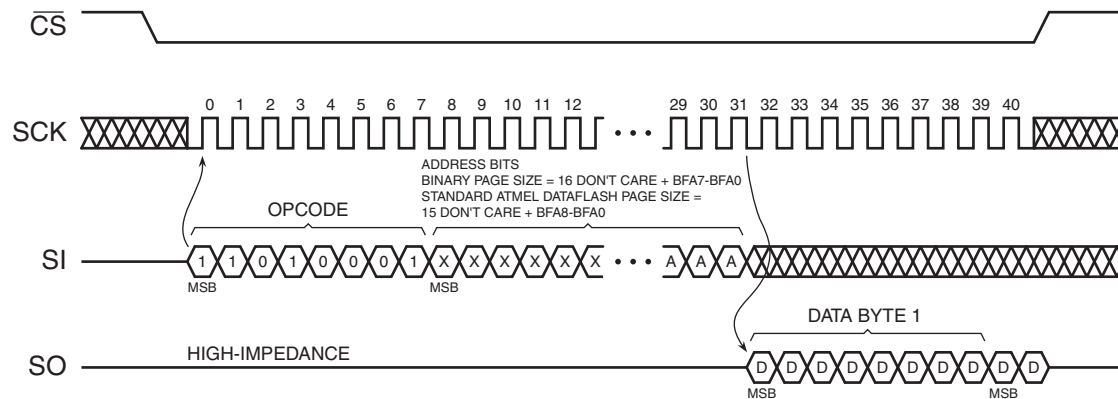 CS
SCK
0 1 2 3 4 5 6 7 8 9 10 11 12 29 30 31 32 33 34 35 36 37 38 39 40
ADDRESS BITS
BINARY PAGE SIZE = 16 DON'T CARE + BFA7-BFA0
STANDARD ATMEL DATAFLASH PAGE SIZE =
15 DON'T CARE + BFA8-BFA0
OPCODE
SI
1 1 0 1 0 0 0 1 X X X X X X A A A
MSB MSB
DATA BYTE 1
SO
HIGH-IMPEDANCE
D D D D D D D D D D
MSB MSB